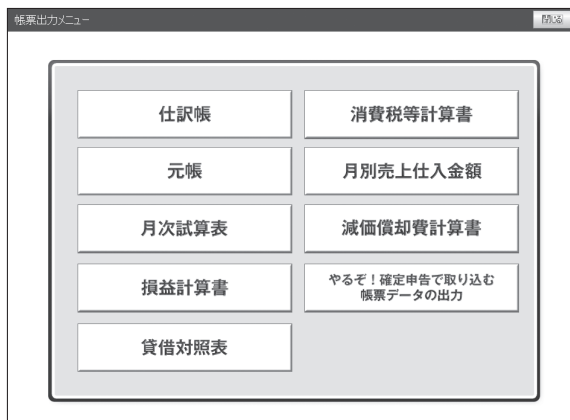 帳票出力メニュー
閉じる
仕訳帳
元帳
月次試算表
損益計算書
貸借対照表
消費税等計算書
月別売上仕入金額
減価償却費計算書
やるぞ！確定申告で取り込む
帳票データの出力